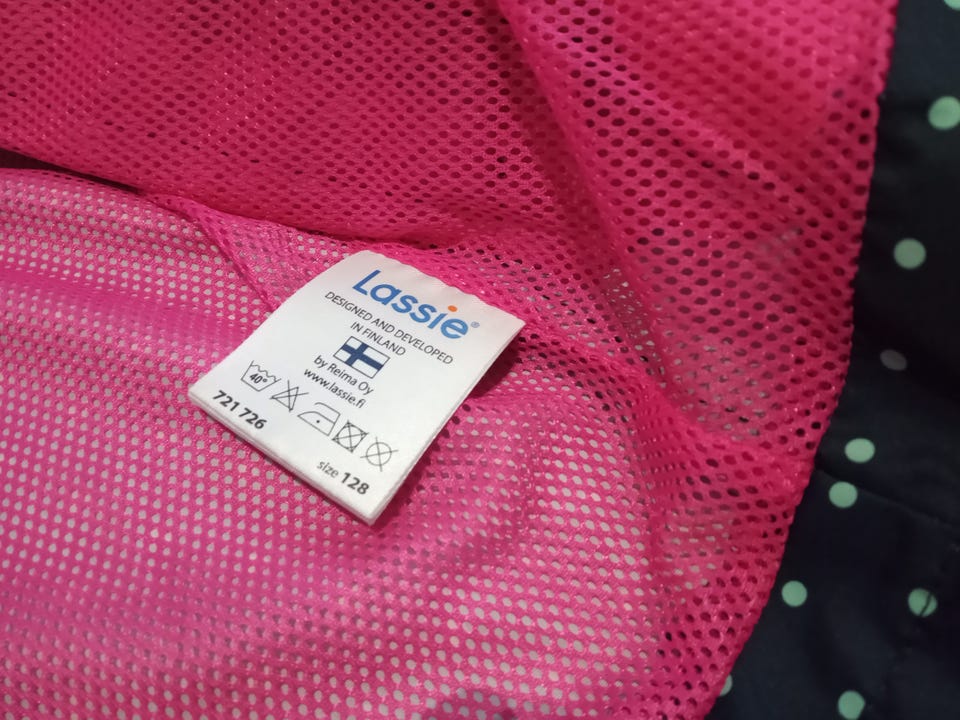 Lassie®
DESIGNED AND DEVELOPED
IN FINLAND
by Reima Oy
www.lassie.fi
40°
721 726
size 128